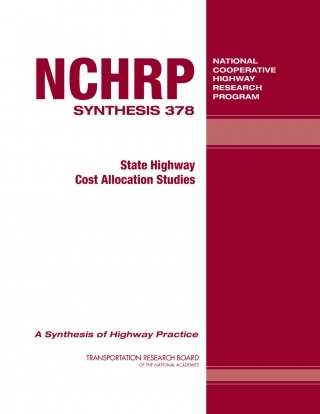 NCHRP
SYNTHESIS 378
NATIONAL
COOPERATIVE
HIGHWAY
RESEARCH
PROGRAM
State Highway
Cost Allocation Studies
A Synthesis of Highway Practice
TRANSPORTATION RESEARCH BOARD
OF THE NATIONAL ACADEMIES